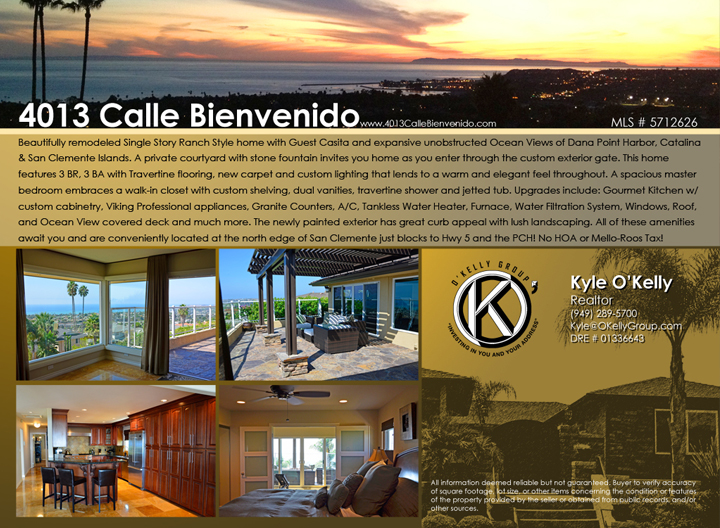 4013 Calle Bienvenido www.4013CalleBienvenido.com MLS # 5712626
Beautifully remodeled Single Story Ranch Style home with Guest Casita and expansive unobstructed Ocean Views of Dana Point Harbor, Catalina
& San Clemente Islands. A private courtyard with stone fountain invites you home as you enter through the custom exterior gate. This home
features 3 BR, 3 BA with Travertine flooring, new carpet and custom lighting that lends to a warm and elegant feel throughout. A spacious master
bedroom embraces a walk-in closet with custom shelving, dual vanities, travertine shower and jetted tub. Upgrades include: Gourmet Kitchen w/
custom cabinetry, Viking Professional appliances, Granite Counters, A/C, Tankless Water Heater, Furnace, Water Filtration System, Windows, Roof,
and Ocean View covered deck and much more. The newly painted exterior has great curb appeal with lush landscaping. All of these amenities
await you and are conveniently located at the north edge of San Clemente just blocks to Hwy 5 and the PCH! No HOA or Mello-Roos Tax!
O'KELLY GROUP
K's
"INVESTING IN YOU AND YOUR ADDRESS"
Kyle O'Kelly
Realtor
(949) 289-5700
Kyle@OKellyGroup.com
DRE # 01336643
All information deemed reliable but not guaranteed. Buyer to verify accuracy
of square footage, lot size, or other items concerning the condition or features
of the property provided by the seller or obtained from public records, and/or
other sources.